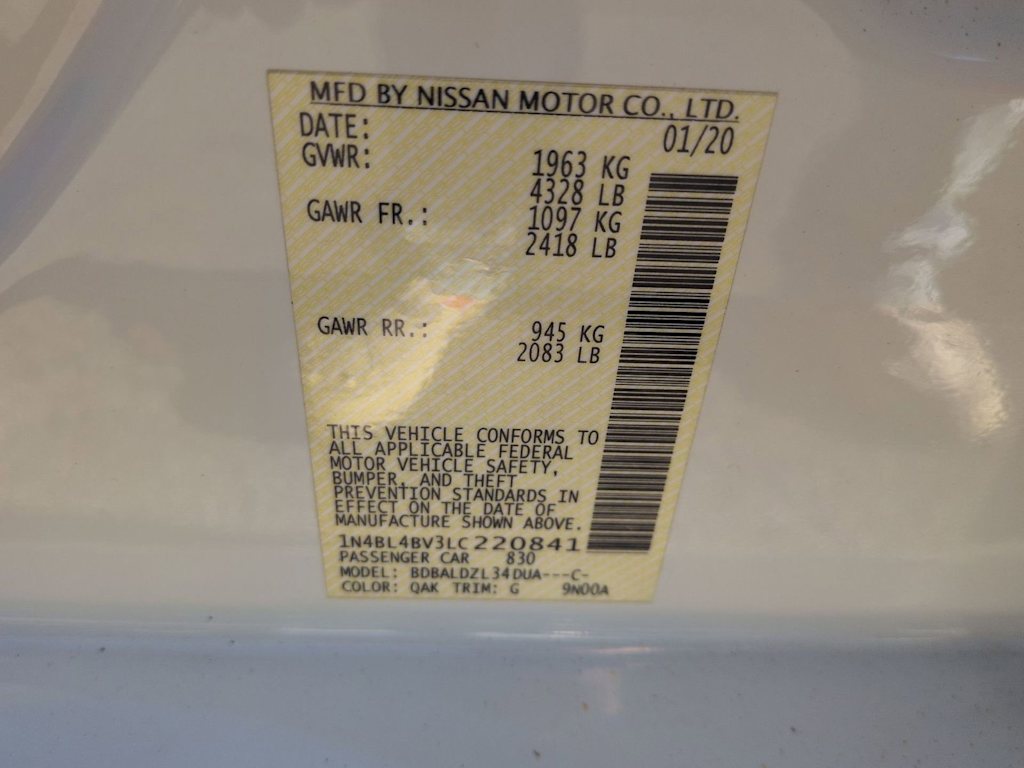 MFD BY NISSAN MOTOR CO., LTD.
DATE: 01/20
GVWR: 1963 KG
4328 LB
GAWR FR.: 1097 KG
2418 LB
GAWR RR.: 945 KG
2083 LB
THIS VEHICLE CONFORMS TO
ALL APPLICABLE FEDERAL
MOTOR VEHICLE SAFETY,
BUMPER, AND THEFT
PREVENTION STANDARDS IN
EFFECT ON THE DATE OF
MANUFACTURE SHOWN ABOVE.
1N4BL4BV3LC220841
PASSENGER CAR 830
MODEL: BDBALDZL34DUA---C-
COLOR: QAK TRIM: G 9N00A